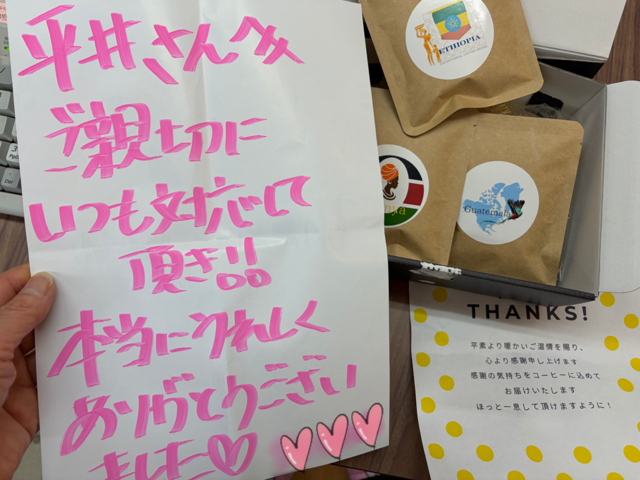 平井さんへ
ご親切に
いつも対応して
頂き!!
本当にうれしく
ありがとうござい
ました♡
ETHIOPIA
Guatemala
THANKS!
平素より暖かいご温情を賜り、
心より感謝申し上げます
感謝の気持ちをコーヒーに込めて
お届けいたします
ほっと一息して頂けますように!